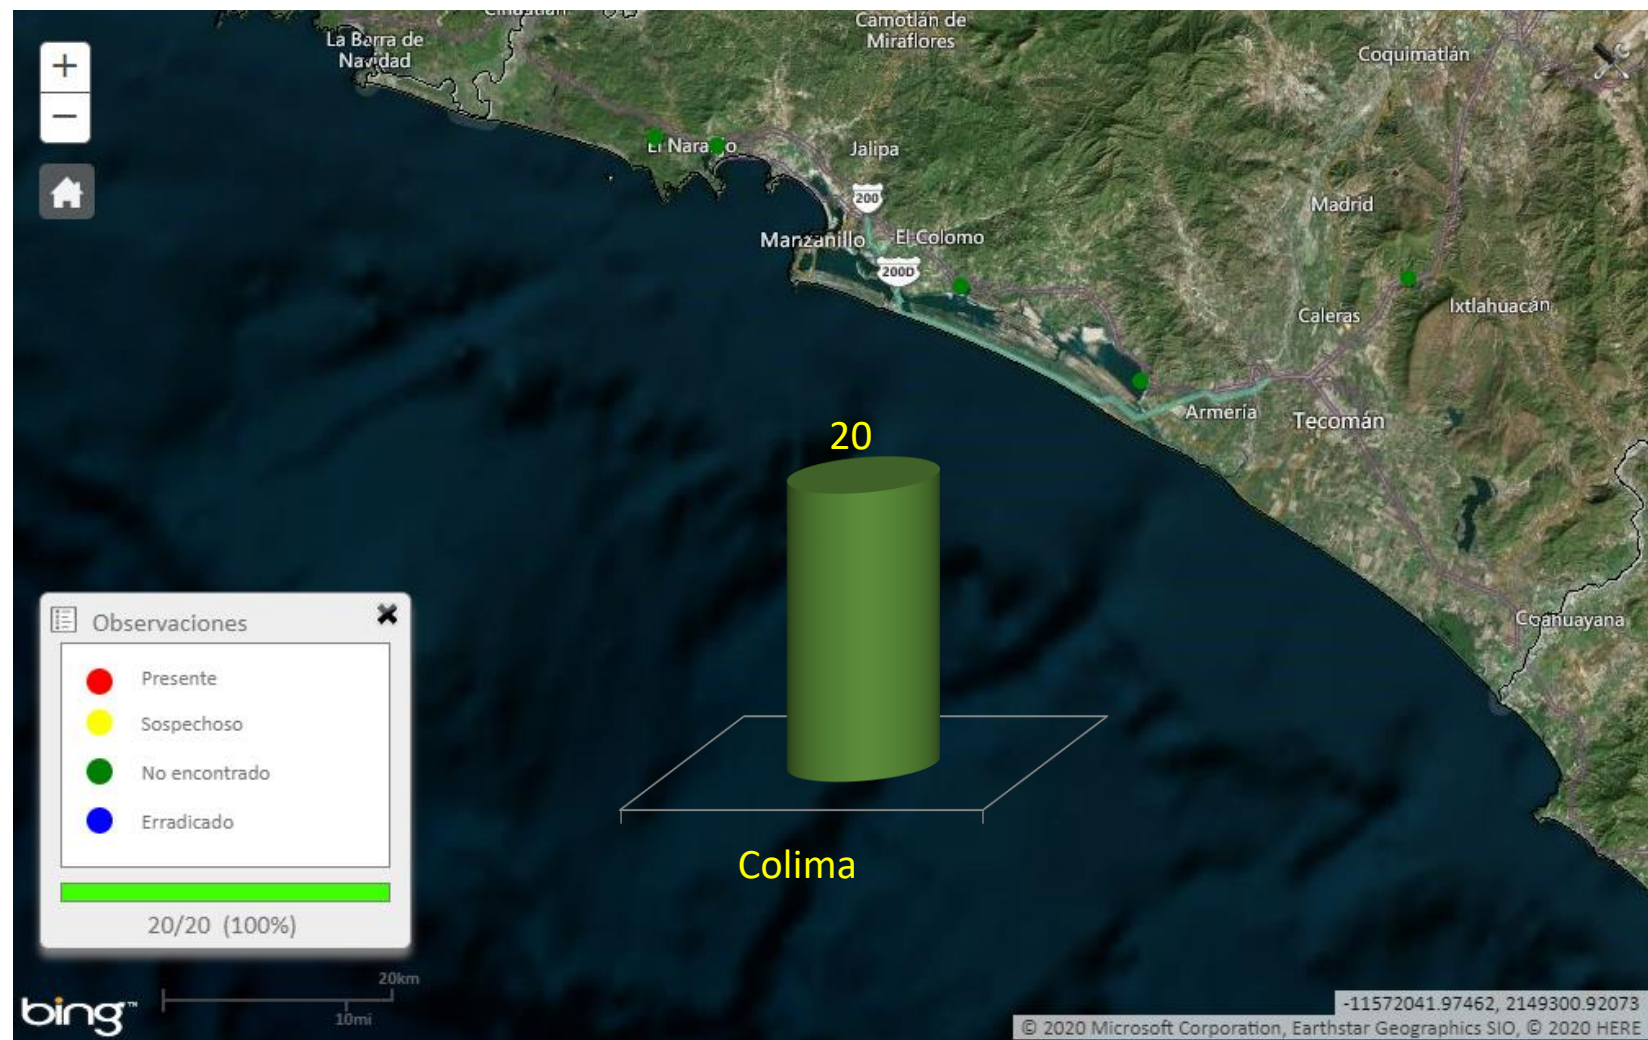 Camotlán de
Miraflores
La Barra de
Navidad
Coquimatlán
+
−
Jalipa
200
Madrid
Manzanillo
El Colomo
200D
Ixtlahuacán
Caleras
Armería
Tecomán
20
Coahuayana
Observaciones
Presente
Sospechoso
No encontrado
Erradicado
20/20 (100%)
Colima
20km
10mi
bing™
-11572041.97462, 2149300.92073
© 2020 Microsoft Corporation, Earthstar Geographics SIO, © 2020 HERE